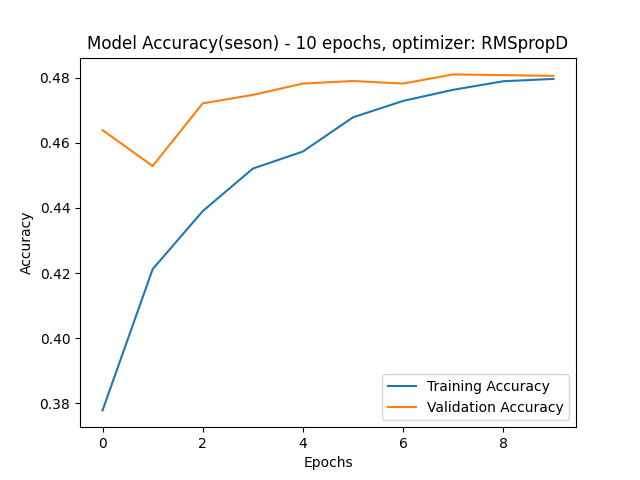 Model Accuracy(seson) - 10 epochs, optimizer: RMSpropD
0.48
0.46
0.44
0.42
0.40
0.38
Accuracy
Training Accuracy
Validation Accuracy
0 2 4 6 8
Epochs